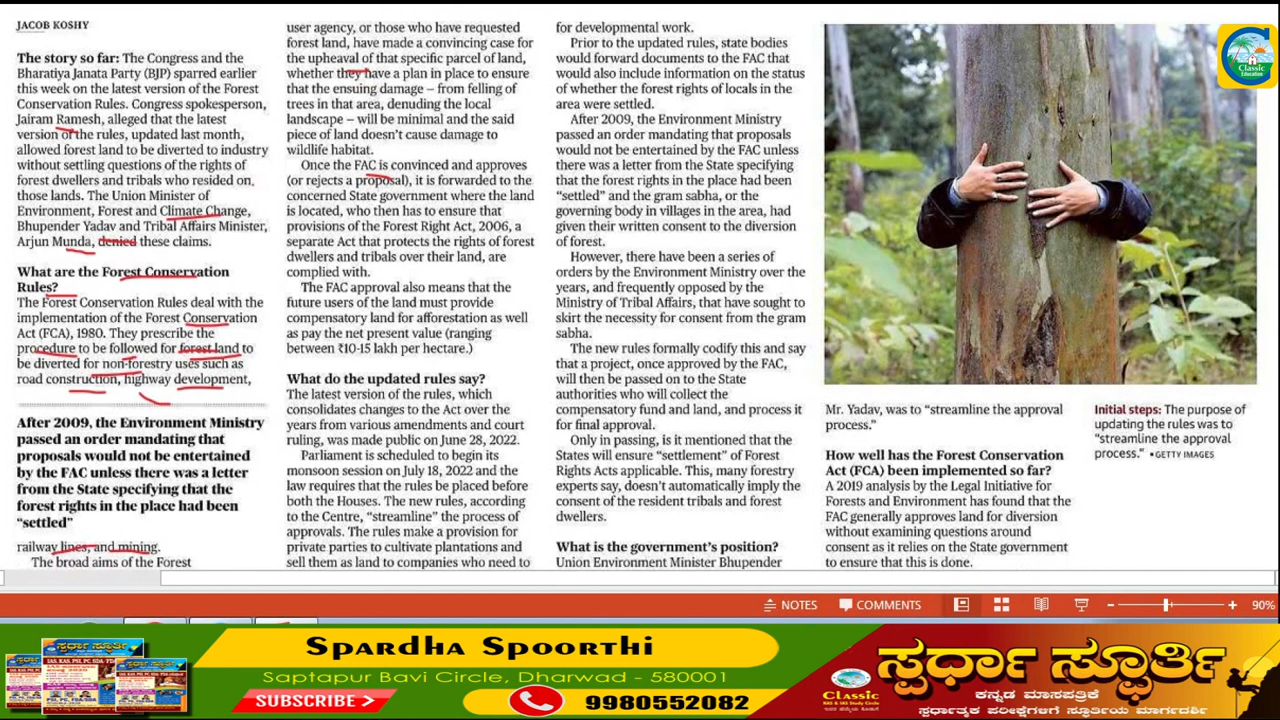 JACOB KOSHY
The story so far: The Congress and the
Bharatiya Janata Party (BJP) sparred earlier
this week on the latest version of the Forest
Conservation Rules. Congress spokesperson,
Jairam Ramesh, alleged that the latest
version of the rules, updated last month,
allowed forest land to be diverted to industry
without settling questions of the rights of
forest dwellers and tribals who resided on
those lands. The Union Minister of
Environment, Forest and Climate Change,
Bhupender Yadav and Tribal Affairs Minister,
Arjun Munda, denied these claims.
What are the Forest Conservation
Rules?
The Forest Conservation Rules deal with the
implementation of the Forest Conservation
Act (FCA), 1980. They prescribe the
procedure to be followed for forest land to
be diverted for non-forestry uses such as
road construction, highway development,
After 2009, the Environment Ministry
passed an order mandating that
proposals would not be entertained
by the FAC unless there was a letter
from the State specifying that the
forest rights in the place had been
“settled”
railway lines, and mining.
The broad aims of the Forest
user agency, or those who have requested
forest land, have made a convincing case for
the upheaval of that specific parcel of land,
whether they have a plan in place to ensure
that the ensuing damage – from felling of
trees in that area, denuding the local
landscape – will be minimal and the said
piece of land doesn’t cause damage to
wildlife habitat.
Once the FAC is convinced and approves
(or rejects a proposal), it is forwarded to the
concerned State government where the land
is located, who then has to ensure that
provisions of the Forest Right Act, 2006, a
separate Act that protects the rights of forest
dwellers and tribals over their land, are
complied with.
The FAC approval also means that the
future users of the land must provide
compensatory land for afforestation as well
as pay the net present value (ranging
between ₹10-15 lakh per hectare.)
What do the updated rules say?
The latest version of the rules, which
consolidates changes to the Act over the
years from various amendments and court
ruling, was made public on June 28, 2022.
Parliament is scheduled to begin its
monsoon session on July 18, 2022 and the
law requires that the rules be placed before
both the Houses. The new rules, according
to the Centre, “streamline” the process of
approvals. The rules make a provision for
private parties to cultivate plantations and
sell them as land to companies who need to
for developmental work.
Prior to the updated rules, state bodies
would forward documents to the FAC that
would also include information on the status
of whether the forest rights of locals in the
area were settled.
After 2009, the Environment Ministry
passed an order mandating that proposals
would not be entertained by the FAC unless
there was a letter from the State specifying
that the forest rights in the place had been
“settled” and the gram sabha, or the
governing body in villages in the area, had
given their written consent to the diversion
of forest.
However, there have been a series of
orders by the Environment Ministry over the
years, and frequently opposed by the
Ministry of Tribal Affairs, that have sought to
skirt the necessity for consent from the gram
sabha.
The new rules formally codify this and say
that a project, once approved by the FAC,
will then be passed on to the State
authorities who will collect the
compensatory fund and land, and process it
for final approval.
Only in passing, is it mentioned that the
States will ensure “settlement” of Forest
Rights Acts applicable. This, many forestry
experts say, doesn’t automatically imply the
consent of the resident tribals and forest
dwellers.
What is the government’s position?
Union Environment Minister Bhupender
Mr. Yadav, was to “streamline the approval
process.”
How well has the Forest Conservation
Act (FCA) been implemented so far?
A 2019 analysis by the Legal Initiative for
Forests and Environment has found that the
FAC generally approves land for diversion
without examining questions around
consent as it relies on the State government
to ensure that this is done.
Initial steps: The purpose of
updating the rules was to
“streamline the approval
process.” • GETTY IMAGES
Classic
Education
NOTES
COMMENTS
90%
Spardha Spoorthi
Saptapur Bavi Circle, Dharwad - 580001
SUBSCRIBE
9980552082
ಸ್ಪರ್ಧಾ ಸ್ಫೂರ್ತಿ
Classic
ಕನ್ನಡ ಮಾಸಪತ್ರಿಕೆ
ಸ್ಪರ್ಧಾತ್ಮಕ ಪರೀಕ್ಷೆಗಳಿಗೆ ಸ್ಫೂರ್ತಿಯ ಮಾರ್ಗದರ್ಶಿ